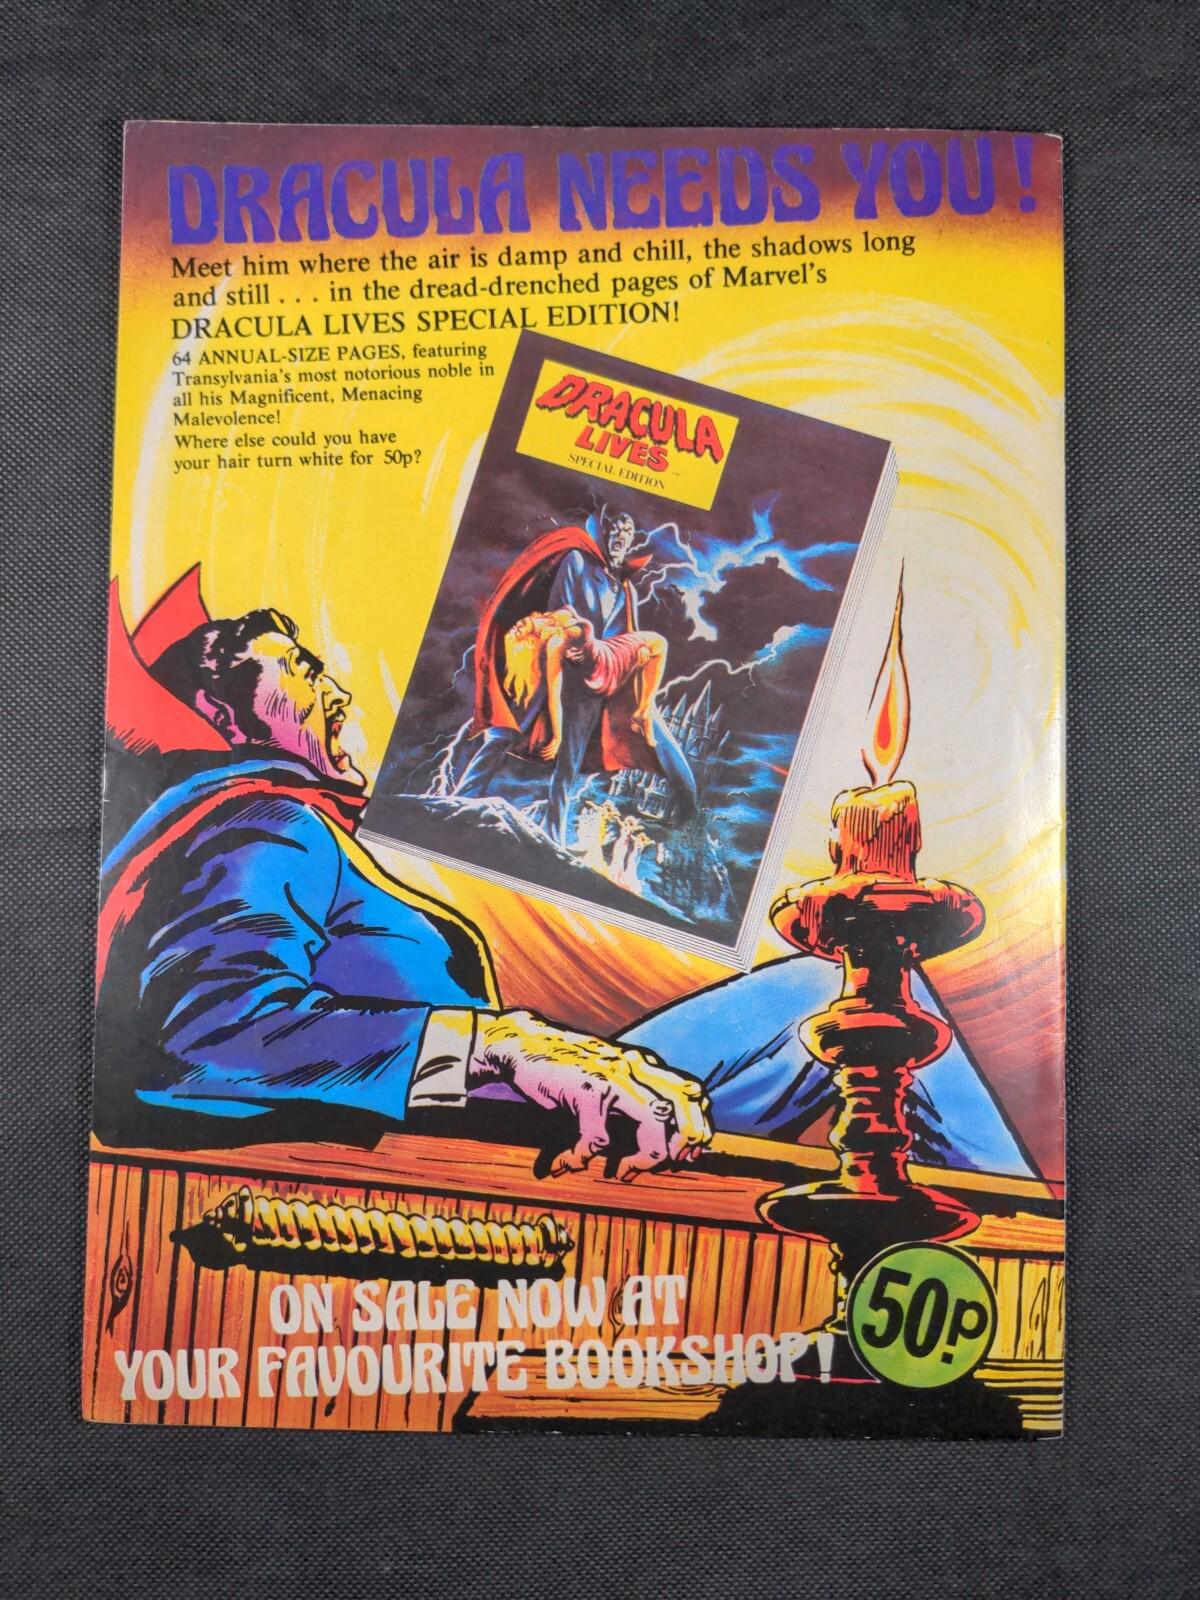 DRACULA NEEDS YOU!
Meet him where the air is damp and chill, the shadows long
and still . . . in the dread-drenched pages of Marvel's
DRACULA LIVES SPECIAL EDITION!
64 ANNUAL-SIZE PAGES, featuring
Transylvania's most notorious noble in
all his Magnificent, Menacing
Malevolence!
Where else could you have
your hair turn white for 50p?
DRACULA
LIVES™
SPECIAL EDITION
ON SALE NOW AT
YOUR FAVOURITE BOOKSHOP!
50p